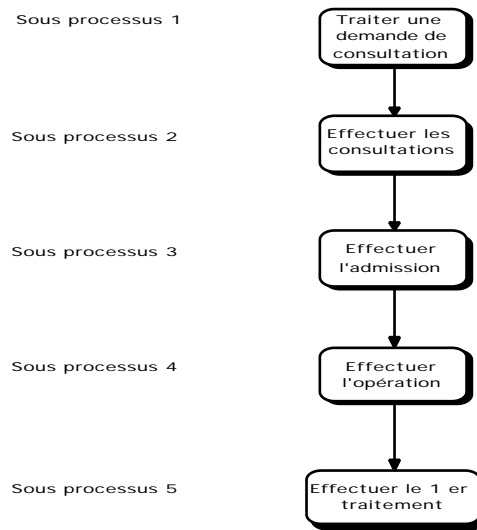 Sous processus 1
Traiter une
demande de
consultation
Sous processus 2
Effectuer les
consultations
Sous processus 3
Effectuer
l'admission
Sous processus 4
Effectuer
l'opération
Sous processus 5
Effectuer le 1 er
traitement